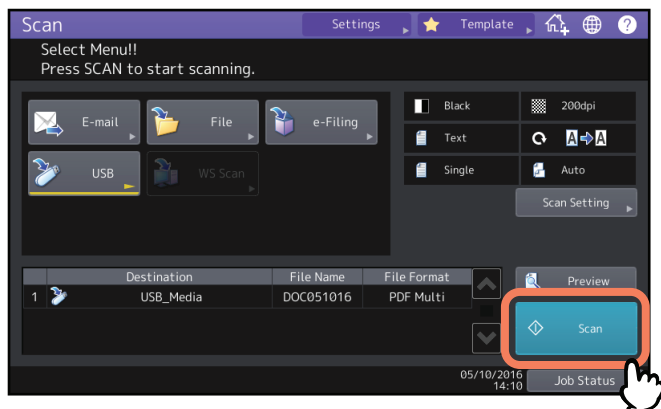 Scan
Settings
Template
?
Select Menu!!
Press SCAN to start scanning.
E-mail
File
e-Filing
USB
WS Scan
Black
200dpi
Text
A A
Single
Auto
Scan Setting
Destination File Name File Format
1 USB_Media DOC051016 PDF Multi
Preview
Scan
05/10/2016
14:10
Job Status